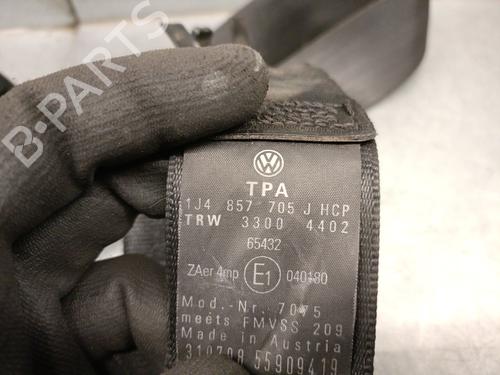 B-PARTS
TPA
1J4 857 705 J HCP
TRW 3300 4402
65432
ZAer 4mp E1 040180
Mod.-Nr. 7075
meets FMVSS 209
Made in Austria
310708 55909419